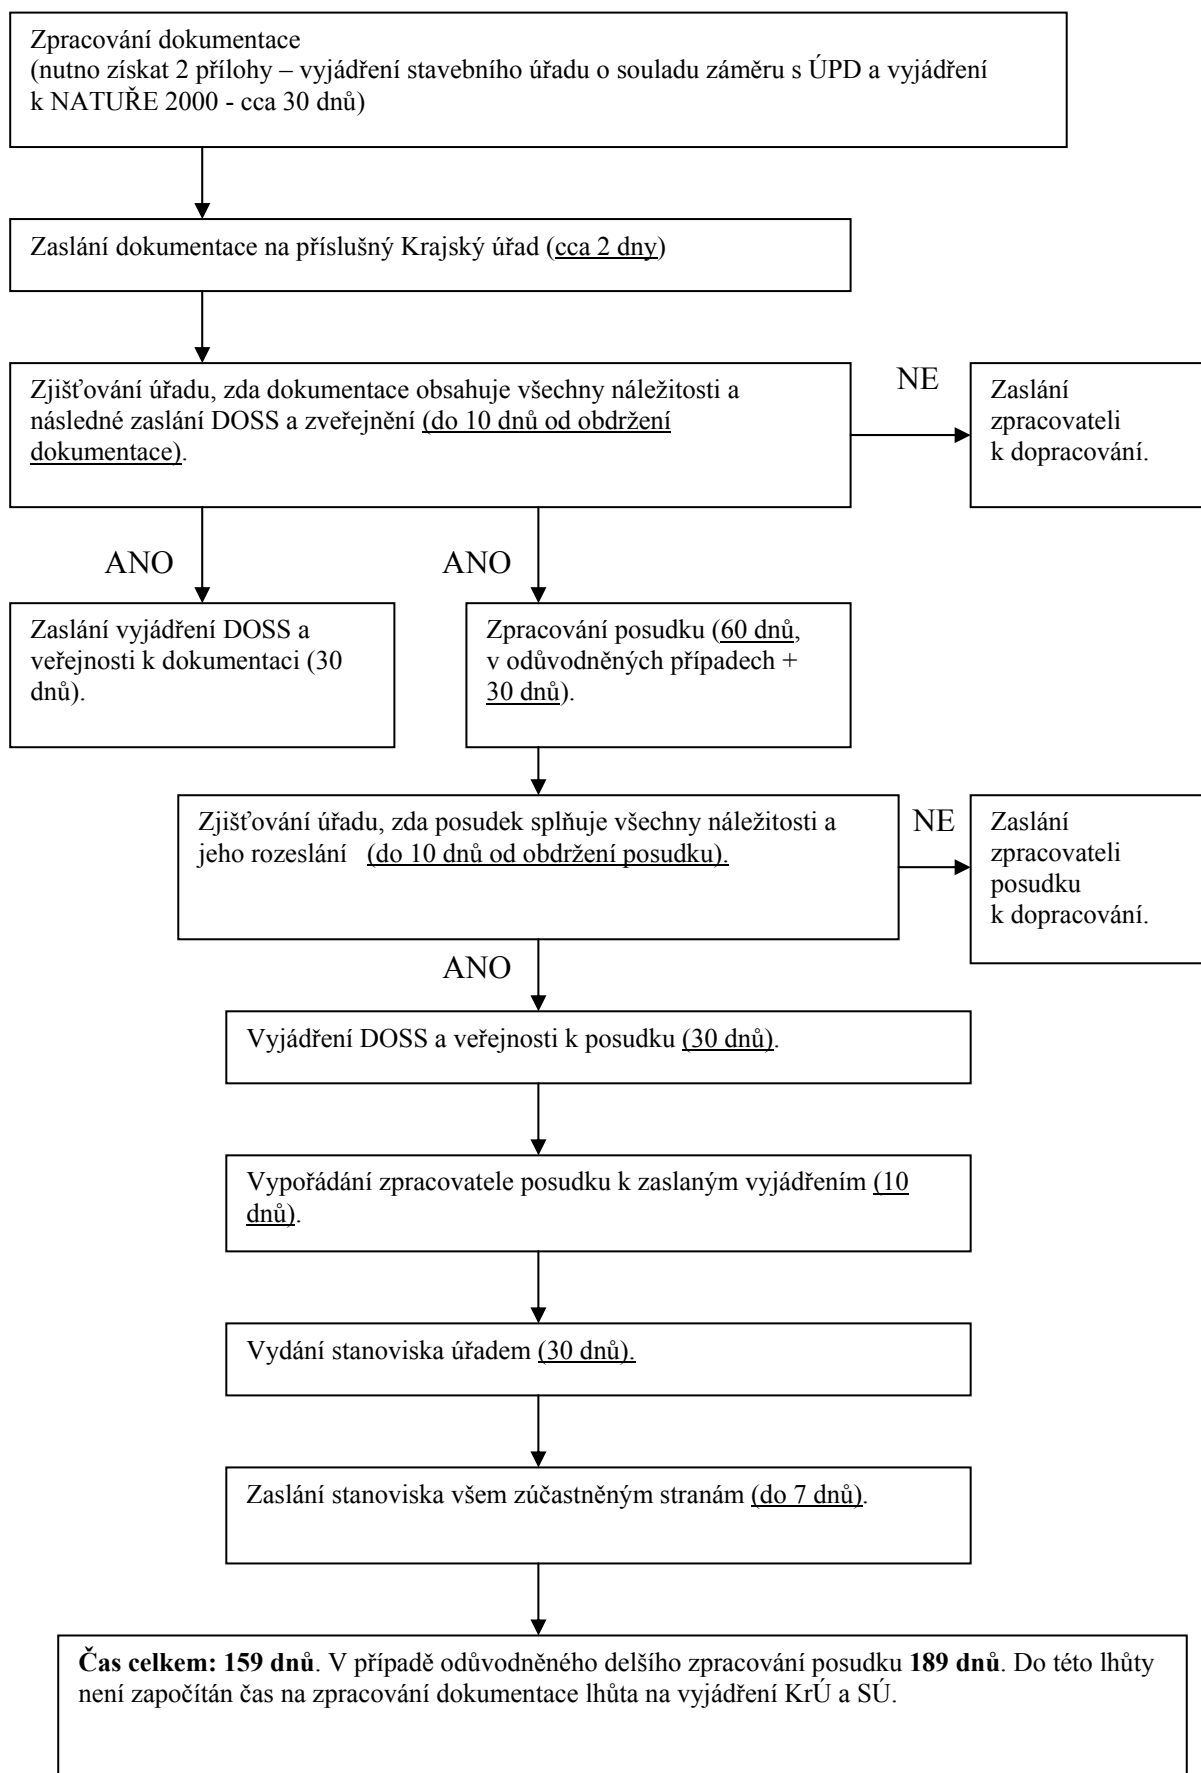 Zpracování dokumentace
(nutno získat 2 přílohy – vyjádření stavebního úřadu o souladu záměru s ÚPD a vyjádření
k NATUŘE 2000 - cca 30 dnů)
Zaslání dokumentace na příslušný Krajský úřad (cca 2 dny)
Zjišťování úřadu, zda dokumentace obsahuje všechny náležitosti a
následné zaslání DOSS a zveřejnění (do 10 dnů od obdržení
dokumentace).
NE
Zaslání
zpracovateli
k dopracování.
ANO
ANO
Zaslání vyjádření DOSS a
veřejnosti k dokumentaci (30
dnů).
Zpracování posudku (60 dnů,
v odůvodněných případech +
30 dnů).
Zjišťování úřadu, zda posudek splňuje všechny náležitosti a
jeho rozeslání (do 10 dnů od obdržení posudku).
NE
Zaslání
zpracovateli
posudku
k dopracování.
ANO
Vyjádření DOSS a veřejnosti k posudku (30 dnů).
Vypořádání zpracovatele posudku k zaslaným vyjádřením (10
dnů).
Vydání stanoviska úřadem (30 dnů).
Zaslání stanoviska všem zúčastněným stranám (do 7 dnů).
Čas celkem: 159 dnů. V případě odůvodněného delšího zpracování posudku 189 dnů. Do této lhůty
není započítán čas na zpracování dokumentace lhůta na vyjádření KrÚ a SÚ.